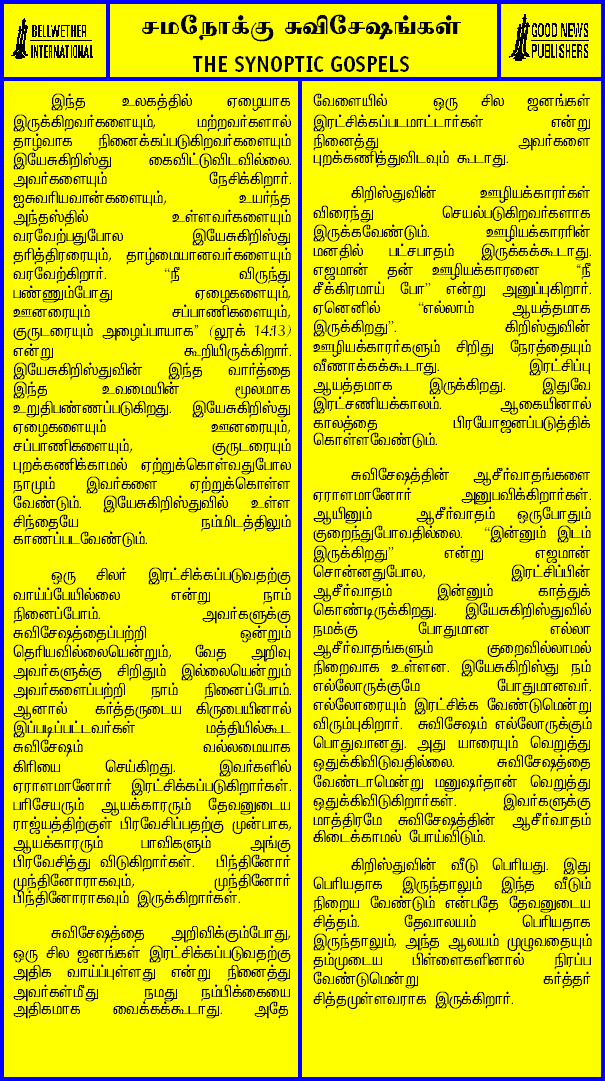 BELLWETHER
INTERNATIONAL
சமநோக்கு சுவிசேஷங்கள்
THE SYNOPTIC GOSPELS
GOOD NEWS
PUBLISHERS
இந்த உலகத்தில் ஏழையாக
இருக்கிறவர்களையும், மற்றவர்களால்
தாழ்வாக நினைக்கப்படுகிறவர்களையும்
இயேசுகிறிஸ்து கைவிட்டுவிடவில்லை.
அவர்களையும் நேசிக்கிறார்.
ஐசுவரியவான்களையும், உயர்ந்த
அந்தஸ்தில் உள்ளவர்களையும்
வரவேற்பதுபோல இயேசுகிறிஸ்து
தரித்திரரையும், தாழ்மையானவர்களையும்
வரவேற்கிறார். “நீ விருந்து
பண்ணும்போது ஏழைகளையும்,
ஊனரையும் சப்பாணிகளையும்,
குருடரையும் அழைப்பாயாக” (லூக் 14:13)
என்று கூறியிருக்கிறார்.
இயேசுகிறிஸ்துவின் இந்த வார்த்தை
இந்த உவமையின் மூலமாக
உறுதிபண்ணப்படுகிறது. இயேசுகிறிஸ்து
ஏழைகளையும் ஊனரையும்,
சப்பாணிகளையும், குருடரையும்
புறக்கணிக்காமல் ஏற்றுக்கொள்வதுபோல
நாமும் இவர்களை ஏற்றுக்கொள்ள
வேண்டும். இயேசுகிறிஸ்துவில் உள்ள
சிந்தையே நம்மிடத்திலும்
காணப்படவேண்டும்.
ஒரு சிலர் இரட்சிக்கப்படுவதற்கு
வாய்ப்பேயில்லை என்று நாம்
நினைப்போம். அவர்களுக்கு
சுவிசேஷத்தைப்பற்றி ஒன்றும்
தெரியவில்லையென்றும், வேத அறிவு
அவர்களுக்கு சிறிதும் இல்லையென்றும்
அவர்களைப்பற்றி நாம் நினைப்போம்.
ஆனால் கர்த்தருடைய கிருபையினால்
இப்படிப்பட்டவர்கள் மத்தியில்கூட
சுவிசேஷம் வல்லமையாக
கிரியை செய்கிறது. இவர்களில்
ஏராளமானோர் இரட்சிக்கப்படுகிறார்கள்.
பரிசேயரும் ஆயக்காரரும் தேவனுடைய
ராஜ்யத்திற்குள் பிரவேசிப்பதற்கு முன்பாக,
ஆயக்காரரும் பாவிகளும் அங்கு
பிரவேசித்து விடுகிறார்கள். பிந்தினோர்
முந்தினோராகவும், முந்தினோர்
பிந்தினோராகவும் இருக்கிறார்கள்.
சுவிசேஷத்தை அறிவிக்கும்போது,
ஒரு சில ஜனங்கள் இரட்சிக்கப்படுவதற்கு
அதிக வாய்ப்புள்ளது என்று நினைத்து
அவர்கள்மீது நமது நம்பிக்கையை
அதிகமாக வைக்கக்கூடாது. அதே
வேளையில் ஒரு சில ஜனங்கள்
இரட்சிக்கப்படமாட்டார்கள் என்று
நினைத்து அவர்களை
புறக்கணித்துவிடவும் கூடாது.
கிறிஸ்துவின் ஊழியக்காரர்கள்
விரைந்து செயல்படுகிறவர்களாக
இருக்கவேண்டும். ஊழியக்காரரின்
மனதில் பட்சபாதம் இருக்கக்கூடாது.
எஜமான் தன் ஊழியக்காரனை “நீ
சீக்கிரமாய் போ” என்று அனுப்புகிறார்.
ஏனெனில் “எல்லாம் ஆயத்தமாக
இருக்கிறது”. கிறிஸ்துவின்
ஊழியக்காரர்களும் சிறிது நேரத்தையும்
வீணாக்கக்கூடாது. இரட்சிப்பு
ஆயத்தமாக இருக்கிறது. இதுவே
இரட்சணியக்காலம். ஆகையினால்
காலத்தை பிரயோஜனப்படுத்திக்
கொள்ளவேண்டும்.
சுவிசேஷத்தின் ஆசீர்வாதங்களை
ஏராளமானோர் அனுபவிக்கிறார்கள்.
ஆயினும் ஆசீர்வாதம் ஒருபோதும்
குறைந்துபோவதில்லை. “இன்னும் இடம்
இருக்கிறது” என்று எஜமான்
சொன்னதுபோல, இரட்சிப்பின்
ஆசீர்வாதம் இன்னும் காத்துக்
கொண்டிருக்கிறது. இயேசுகிறிஸ்துவில்
நமக்கு போதுமான எல்லா
ஆசீர்வாதங்களும் குறைவில்லாமல்
நிறைவாக உள்ளன. இயேசுகிறிஸ்து நம்
எல்லோருக்குமே போதுமானவர்.
எல்லோரையும் இரட்சிக்க வேண்டுமென்று
விரும்புகிறார். சுவிசேஷம் எல்லோருக்கும்
பொதுவானது. அது யாரையும் வெறுத்து
ஒதுக்கிவிடுவதில்லை. சுவிசேஷத்தை
வேண்டாமென்று மனுஷர்தான் வெறுத்து
ஒதுக்கிவிடுகிறார்கள். இவர்களுக்கு
மாத்திரமே சுவிசேஷத்தின் ஆசீர்வாதம்
கிடைக்காமல் போய்விடும்.
கிறிஸ்துவின் வீடு பெரியது. இது
பெரியதாக இருந்தாலும் இந்த வீடும்
நிறைய வேண்டும் என்பதே தேவனுடைய
சித்தம். தேவாலயம் பெரியதாக
இருந்தாலும், அந்த ஆலயம் முழுவதையும்
தம்முடைய பிள்ளைகளினால் நிரப்ப
வேண்டுமென்று கர்த்தர்
சித்தமுள்ளவராக இருக்கிறார்.